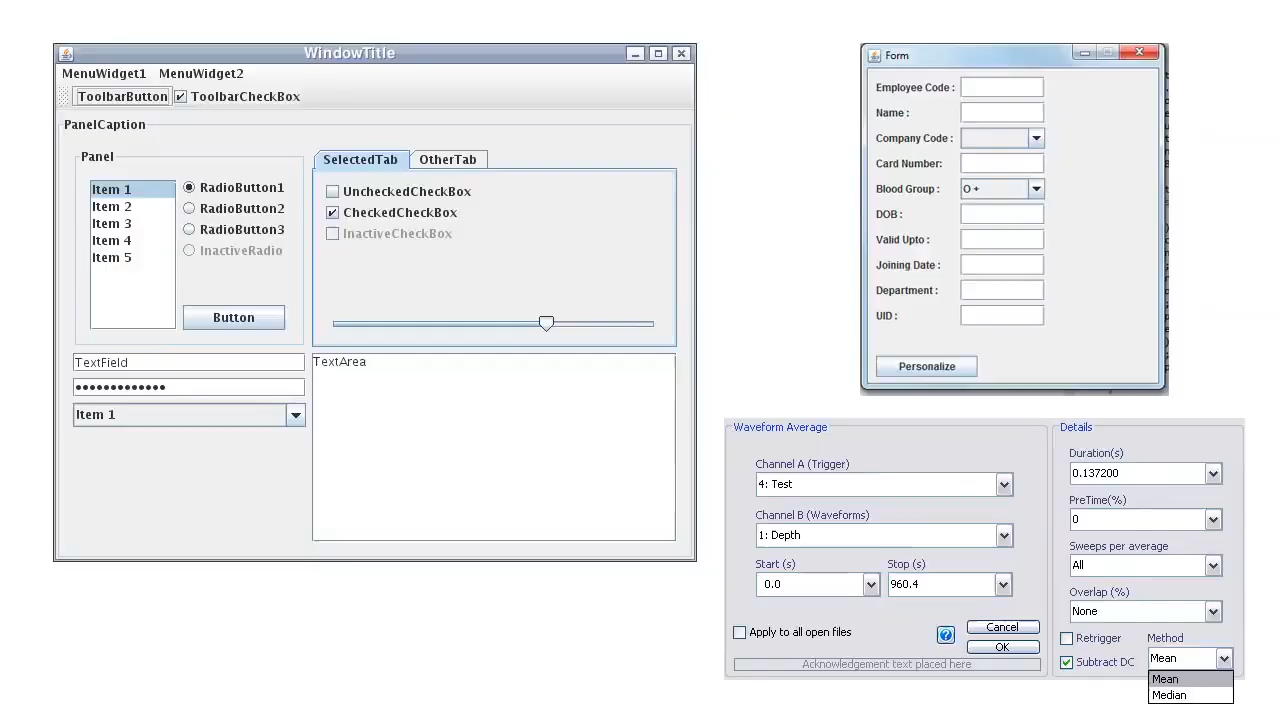 WindowTitle
MenuWidget1 MenuWidget2
ToolbarButton ToolbarCheckBox
PanelCaption
Panel
Item 1
Item 2
Item 3
Item 4
Item 5
RadioButton1
RadioButton2
RadioButton3
InactiveRadio
Button
SelectedTab OtherTab
UncheckedCheckBox
CheckedCheckBox
InactiveCheckBox
TextField
•••••••••••••
Item 1
TextArea
Form
Employee Code :
Name :
Company Code :
Card Number:
Blood Group : O +
DOB :
Valid Upto :
Joining Date :
Department :
UID :
Personalize
Waveform Average
Channel A (Trigger)
4: Test
Channel B (Waveforms)
1: Depth
Start (s) Stop (s)
0.0 960.4
Apply to all open files
?
Cancel
OK
Acknowledgement text placed here
Details
Duration(s)
0.137200
PreTime(%)
0
Sweeps per average
All
Overlap (%)
None
Retrigger Method
Subtract DC Mean
Mean
Median